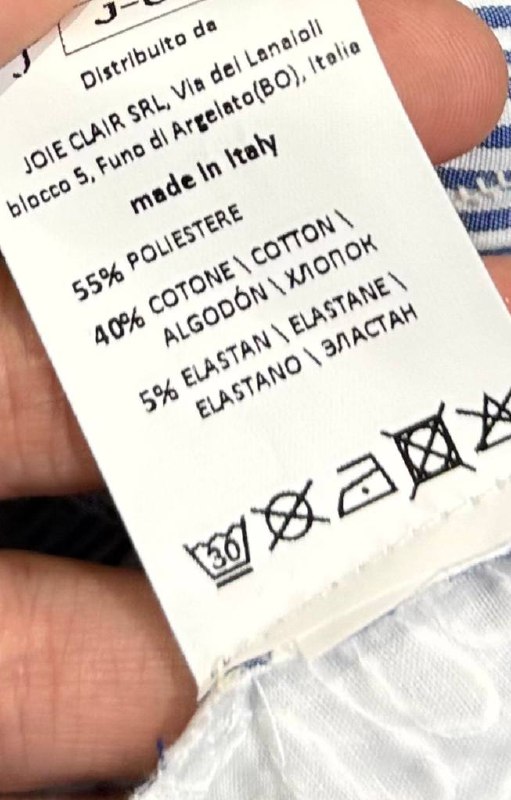 Distribuito da
JOIE CLAIR SRL, Via dei Lanaioli
blocco 5, Funo di Argelato(BO), Italia
made in Italy
55% POLIESTERE
40% COTONE \ COTTON \
ALGODÓN \ ХЛОПОК
5% ELASTAN \ ELASTANE \
ELASTANO \ ЭЛАСТАН
30